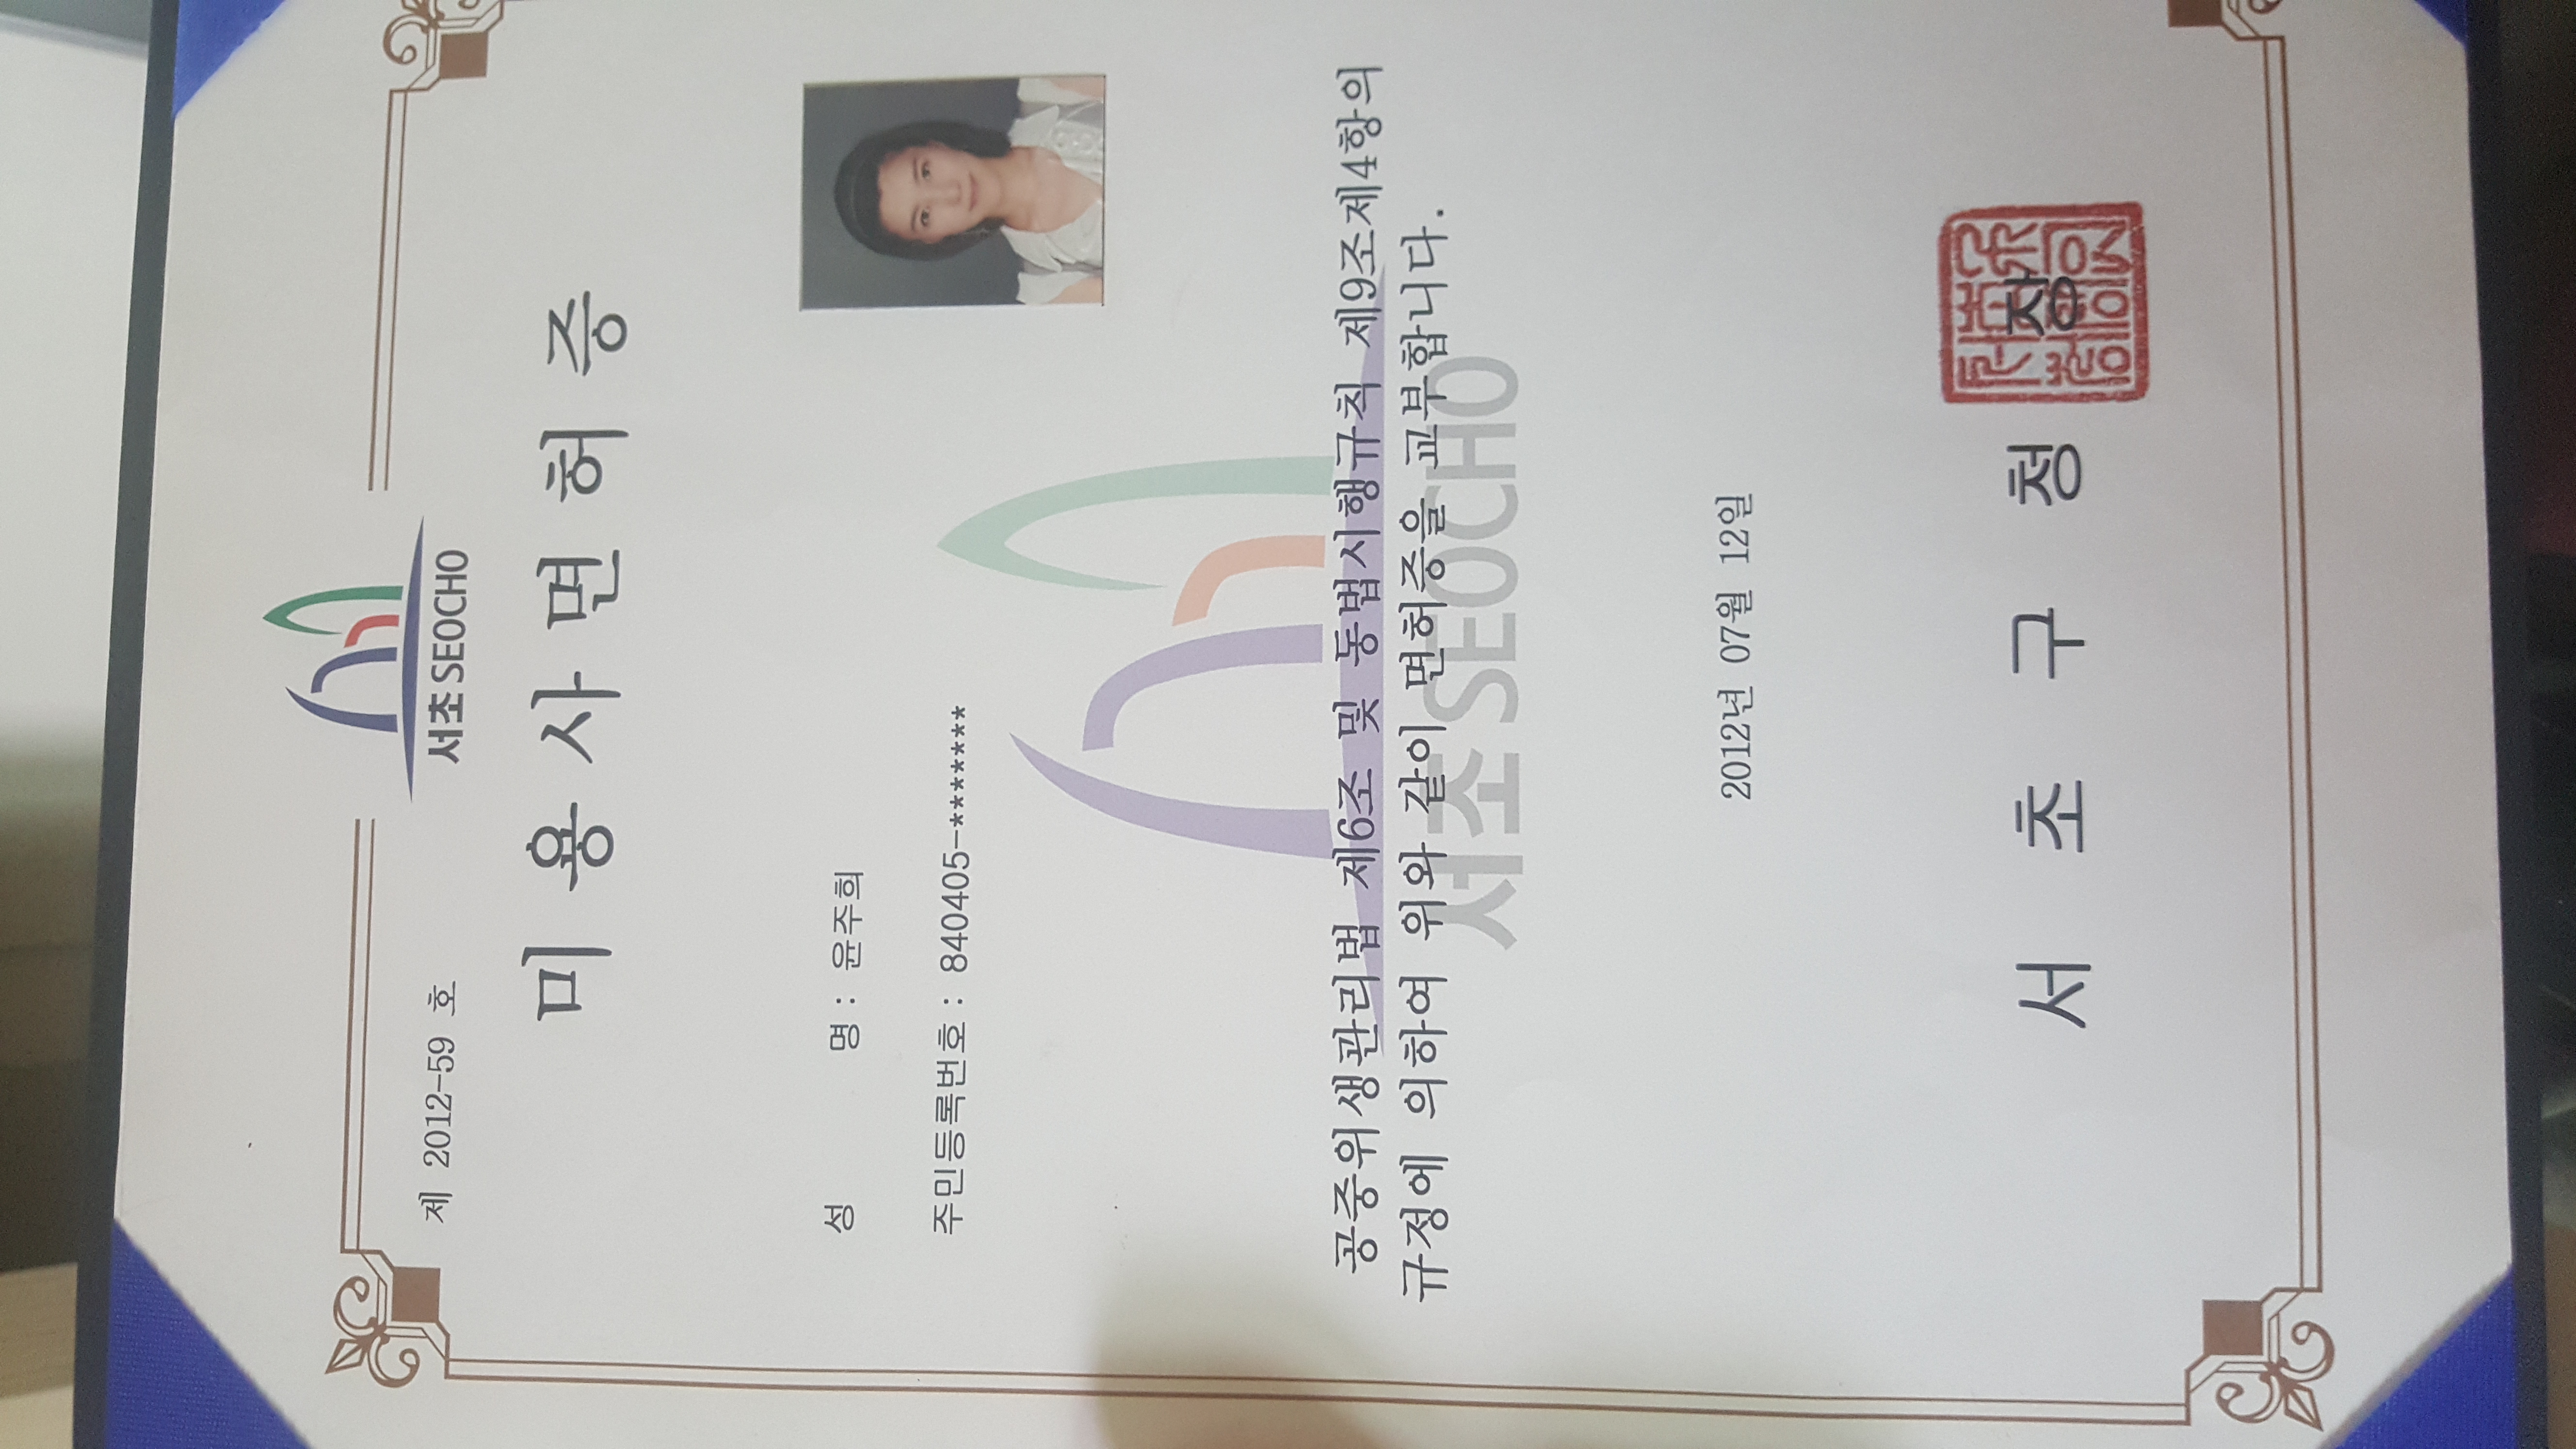 제 2012-59 호
서초 SEOCHO
미용사면허증
성 명 : 윤주희
주민등록번호 : 840405-*******
공중위생관리법 제6조 및 동법시행규칙 제9조제4항의
규정에 의하여 위와 같이 면허증을 교부합니다.
서초 SEOCHO
2012년 07월 12일
서 초 구 청 장